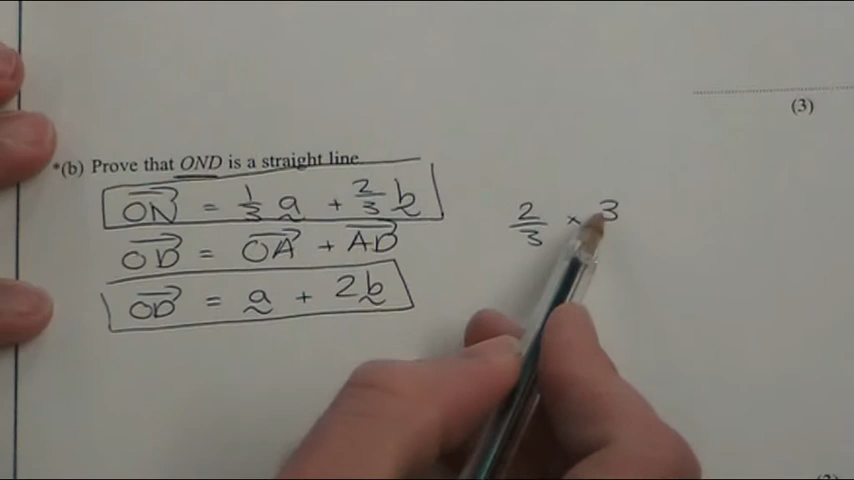 (3)
*(b) Prove that OND is a straight line
ON = 1/3 a + 2/3 b
2/3 × 3
OD = OA + AD
OD = a + 2b